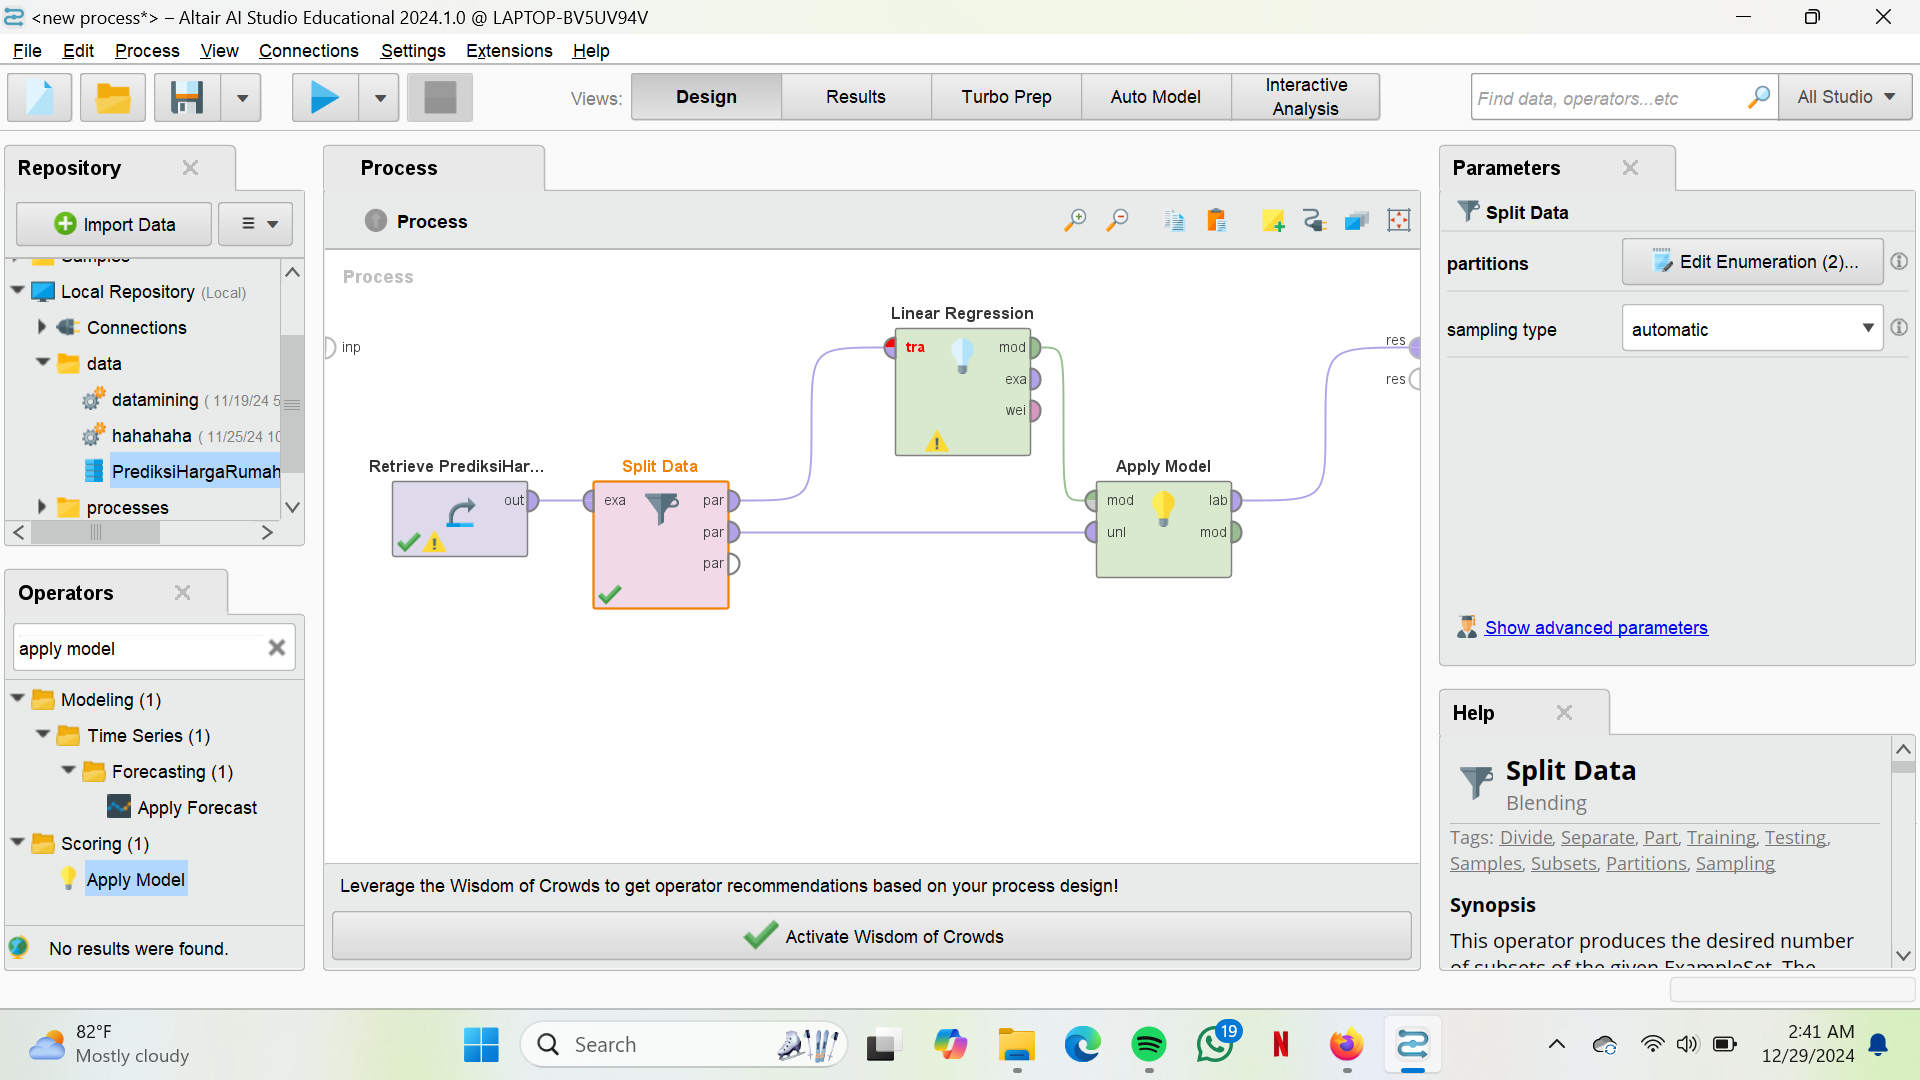 <new process*> – Altair AI Studio Educational 2024.1.0 @ LAPTOP-BV5UV94V
File Edit Process View Connections Settings Extensions Help
Views: Design Results Turbo Prep Auto Model Interactive Analysis
Find data, operators...etc
All Studio
Repository
Import Data
Samples
Local Repository (Local)
Connections
data
datamining ( 11/19/24 5
hahahaha ( 11/25/24 10
PrediksiHargaRumah
processes
Operators
apply model
Modeling (1)
Time Series (1)
Forecasting (1)
Apply Forecast
Scoring (1)
Apply Model
No results were found.
Process
Process
Process
inp
Linear Regression
tra mod
exa
wei
res
res
Retrieve PrediksiHar...
out
Split Data
exa par
par
par
Apply Model
mod lab
unl mod
Leverage the Wisdom of Crowds to get operator recommendations based on your process design!
Activate Wisdom of Crowds
Parameters
Split Data
partitions Edit Enumeration (2)...
sampling type automatic
Show advanced parameters
Help
Split Data
Blending
Tags: Divide, Separate, Part, Training, Testing,
Samples, Subsets, Partitions, Sampling
Synopsis
This operator produces the desired number
of subsets of the given ExampleSet. The
82°F
Mostly cloudy
Search
19
2:41 AM
12/29/2024